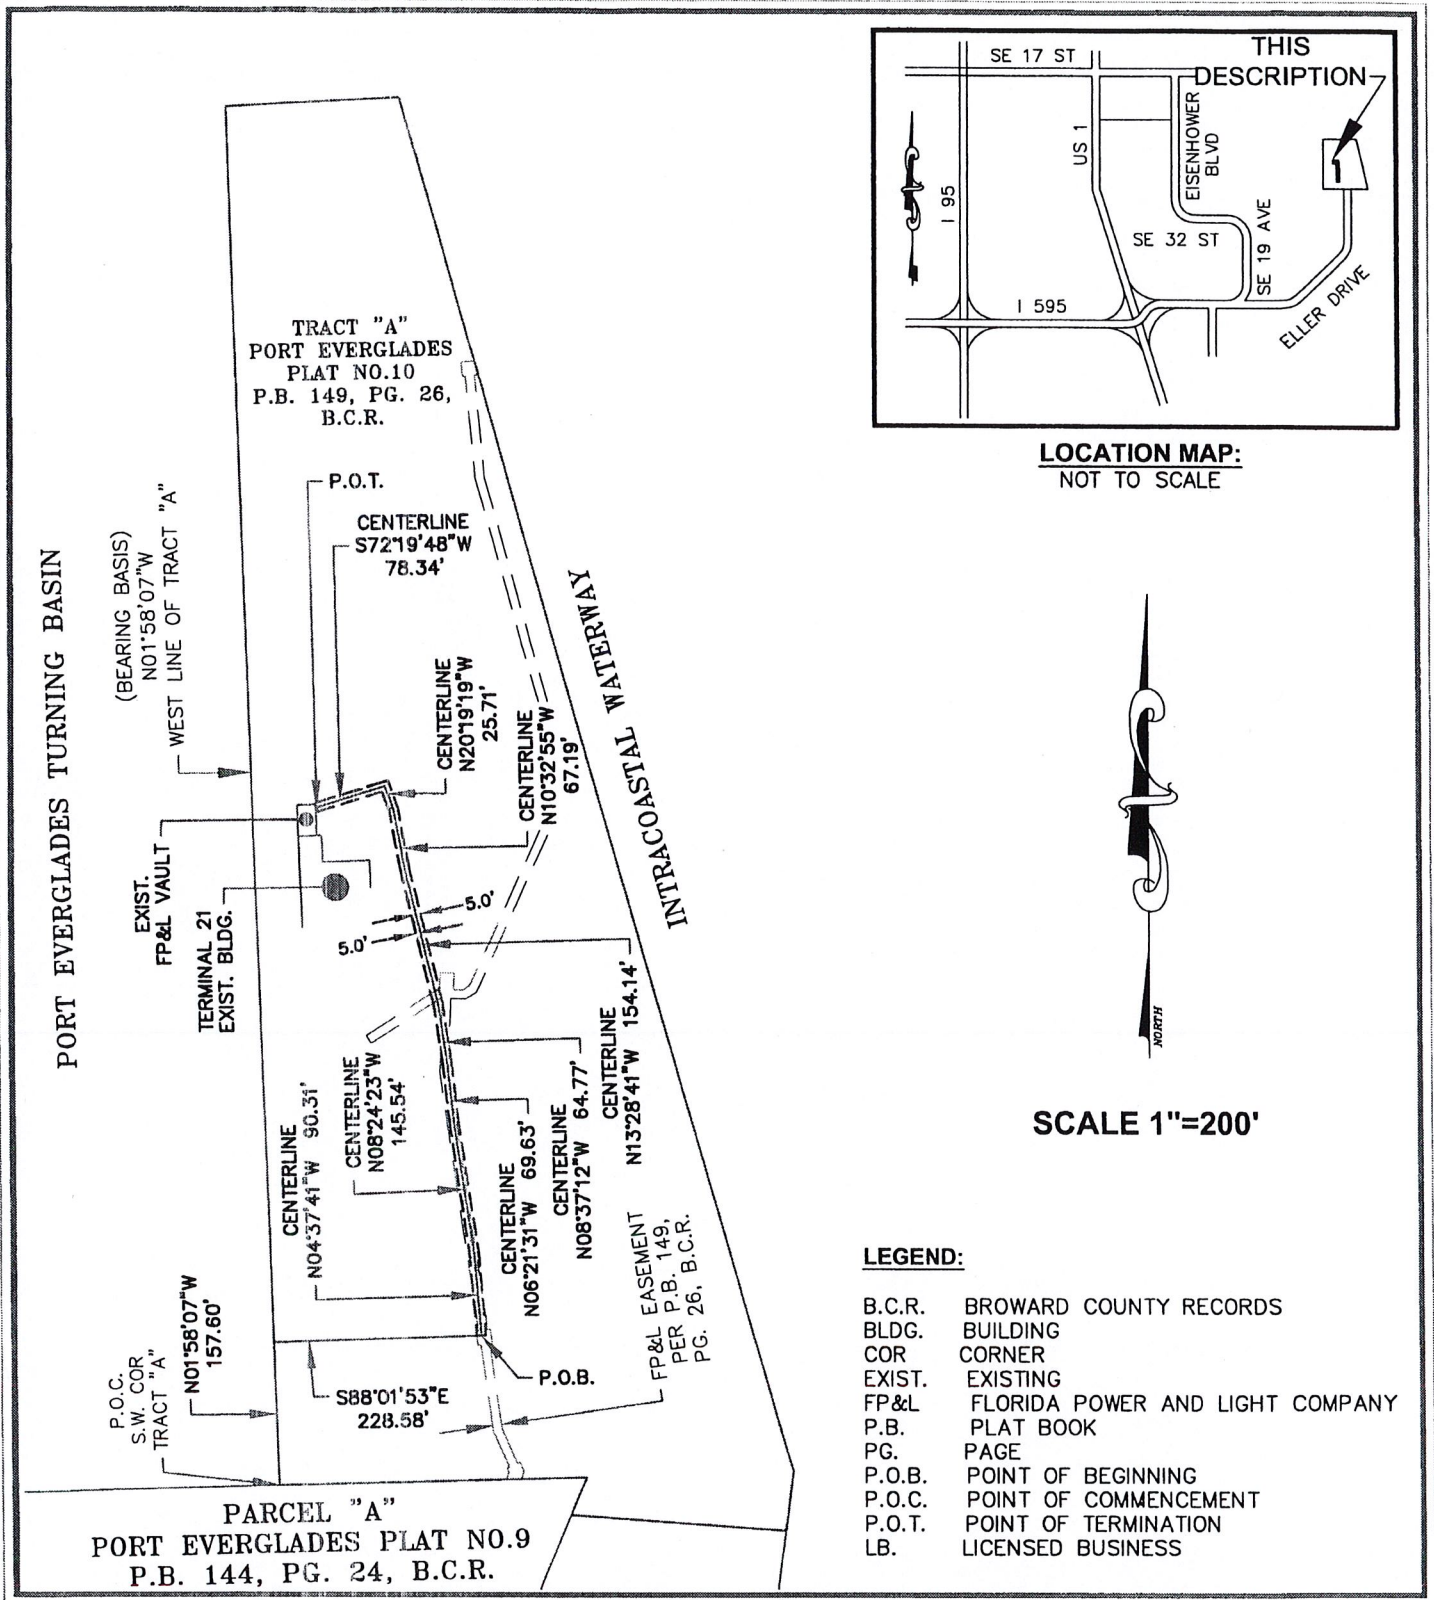 THIS
DESCRIPTION
SE 17 ST
US 1
EISENHOWER
BLVD
1
I 95
SE 32 ST
SE 19 AVE
I 595
ELLER DRIVE
LOCATION MAP:
NOT TO SCALE
TRACT "A"
PORT EVERGLADES
PLAT NO.10
P.B. 149, PG. 26,
B.C.R.
P.O.T.
CENTERLINE
S72°19'48"W
78.34'
(BEARING BASIS)
N01°58'07"W
WEST LINE OF TRACT "A"
PORT EVERGLADES TURNING BASIN
CENTERLINE
N20°19'19"W
25.71'
CENTERLINE
N10°32'55"W
67.19'
INTRACOASTAL WATERWAY
EXIST.
FP&L VAULT
TERMINAL 21
EXIST. BLDG.
5.0'
5.0'
CENTERLINE
N13°28'41"W 154.14'
CENTERLINE
N08°37'12"W 64.77'
CENTERLINE
N06°21'31"W 69.63'
CENTERLINE
N08°24'23"W
145.54'
CENTERLINE
N04°37'41"W 90.31'
N01°58'07"W
157.60'
P.O.C.
S.W. COR
TRACT "A"
S88°01'53"E
228.58'
P.O.B.
FP&L EASEMENT
PER P.B. 149,
PG. 26, B.C.R.
PARCEL "A"
PORT EVERGLADES PLAT NO.9
P.B. 144, PG. 24, B.C.R.
NORTH
SCALE 1"=200'
LEGEND:
B.C.R. BROWARD COUNTY RECORDS
BLDG. BUILDING
COR CORNER
EXIST. EXISTING
FP&L FLORIDA POWER AND LIGHT COMPANY
P.B. PLAT BOOK
PG. PAGE
P.O.B. POINT OF BEGINNING
P.O.C. POINT OF COMMENCEMENT
P.O.T. POINT OF TERMINATION
LB. LICENSED BUSINESS